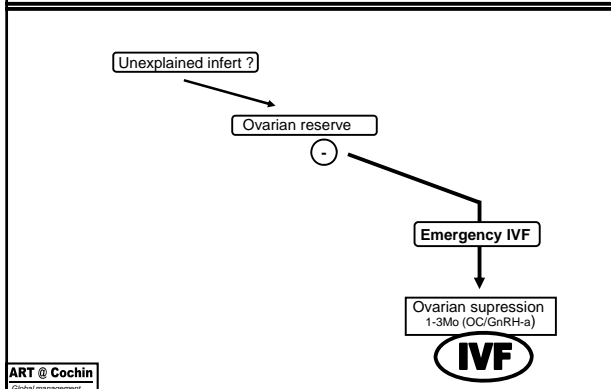 Unexplained infert ?
Ovarian reserve
-
Emergency IVF
Ovarian supression
1-3Mo (OC/GnRH-a)
IVF
ART @ Cochin
Global management